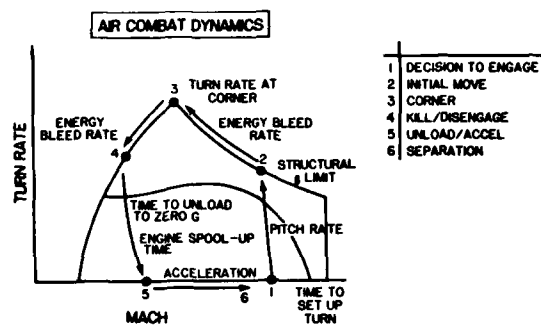 AIR COMBAT DYNAMICS
TURN RATE
MACH
3
TURN RATE AT
CORNER
ENERGY
BLEED RATE
ENERGY BLEED
RATE
4
2
STRUCTURAL
LIMIT
TIME TO UNLOAD
TO ZERO G
PITCH RATE
ENGINE SPOOL-UP
TIME
ACCELERATION
5
6
1
TIME TO
SET UP
TURN
1 DECISION TO ENGAGE
2 INITIAL MOVE
3 CORNER
4 KILL/DISENGAGE
5 UNLOAD/ACCEL
6 SEPARATION